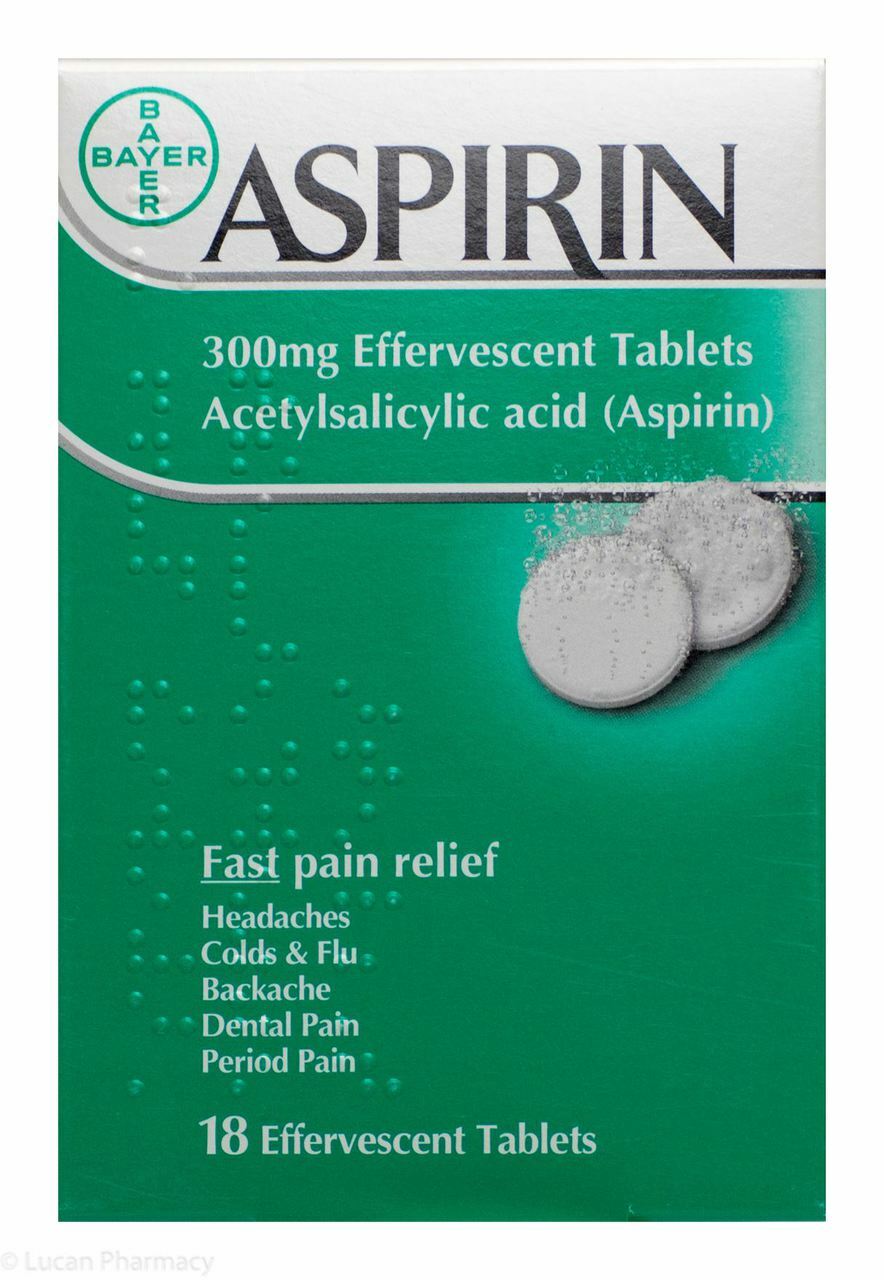 BAYER
BAYER
ASPIRIN
300mg Effervescent Tablets
Acetylsalicylic acid (Aspirin)
Fast pain relief
Headaches
Colds & Flu
Backache
Dental Pain
Period Pain
18 Effervescent Tablets
© Lucan Pharmacy